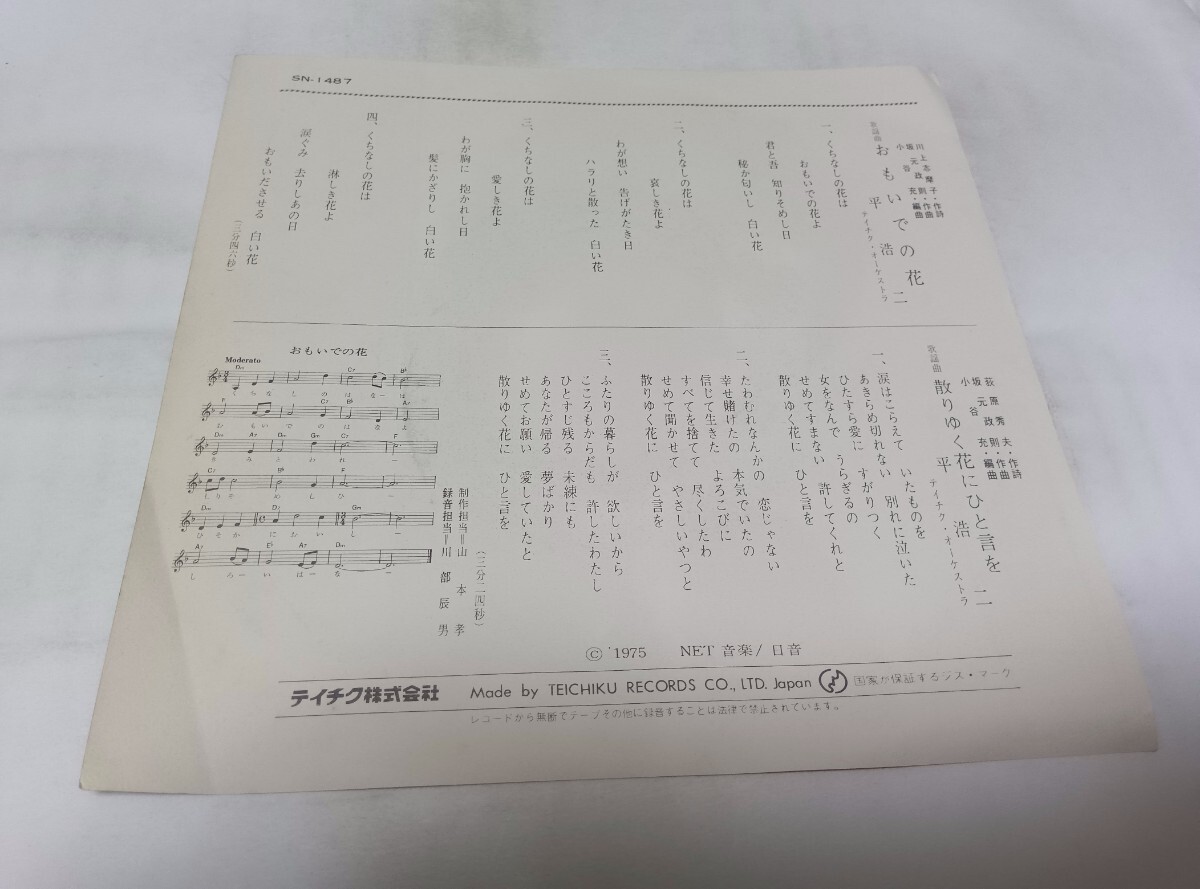 SN-1487
歌謡曲
おもいでの花
川上志摩子・作詩
坂元政則・作曲
小谷充・編曲
平浩二
テイチク・オーケストラ
一、くちなしの花は
おもいでの花よ
君と吾 知りそめし日
秘か匂いし 白い花
二、くちなしの花は
哀しき花よ
わが想い 告げがたき日
ハラリと散った 白い花
三、くちなしの花は
愛しき花よ
わが胸に 抱かれし日
髪にかざりし 白い花
四、くちなしの花は
淋しき花よ
涙ぐみ 去りしあの日
おもいださせる 白い花
(三分四六秒)
歌謡曲
散りゆく花にひと言を
萩原秀夫・作詩
坂元政則・作曲
小谷充・編曲
平浩二
テイチク・オーケストラ
一、涙はこらえて いたものを
あきらめ切れない 別れに泣いた
ひたすら愛に すがりつく
女をなんで うらぎるの
せめてすまない 許してくれと
散りゆく花に ひと言を
二、たわむれなんかの 恋じゃない
幸せ賭けたの 本気でいたの
信じて生きた よろこびに
すべてを捨てて 尽くしたわ
せめて聞かせて やさしいやつと
散りゆく花に ひと言を
三、ふたりの暮らしが 欲しいから
こころもからだも 許したわたし
ひとすじ残る 未練にも
あなたが帰る 夢ばかり
せめてお願い 愛していたと
散りゆく花に ひと言を
(三分二四秒)
制作担当=山本孝
録音担当=川部辰男
おもいでの花
Moderato
© '1975 NET 音楽/日音
テイチク株式会社 Made by TEICHIKU RECORDS CO., LTD. Japan 国家が保証するジス・マーク
レコードから無断でテープその他に録音することは法律で禁止されています。